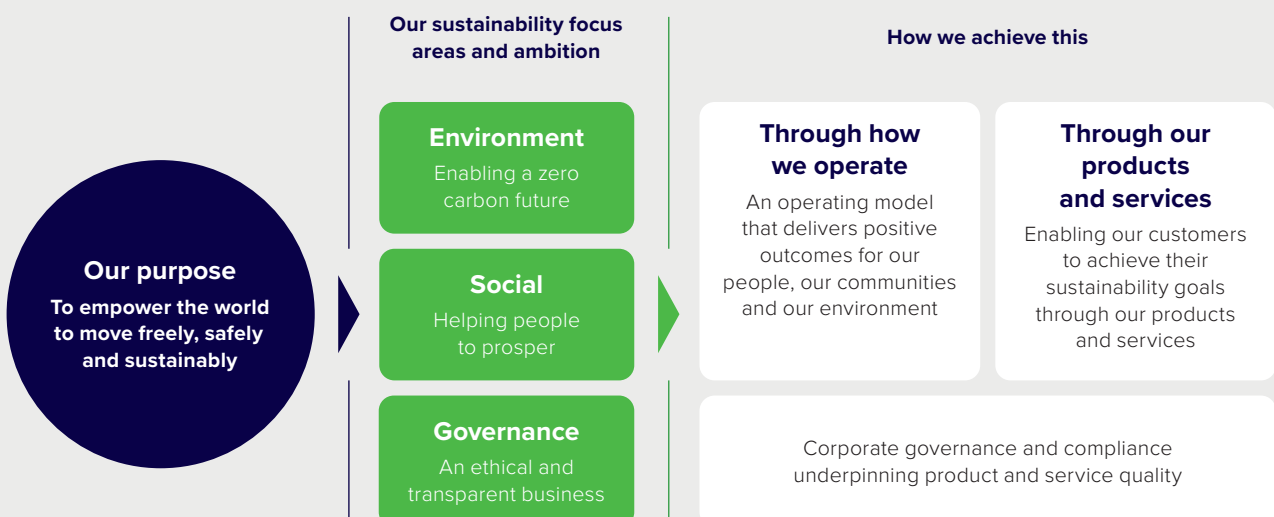 Our sustainability focus
areas and ambition
How we achieve this
Our purpose
To empower the world
to move freely, safely
and sustainably
Environment
Enabling a zero
carbon future
Social
Helping people
to prosper
Governance
An ethical and
transparent business
Through how
we operate
An operating model
that delivers positive
outcomes for our
people, our communities
and our environment
Through our
products
and services
Enabling our customers
to achieve their
sustainability goals
through our products
and services
Corporate governance and compliance
underpinning product and service quality